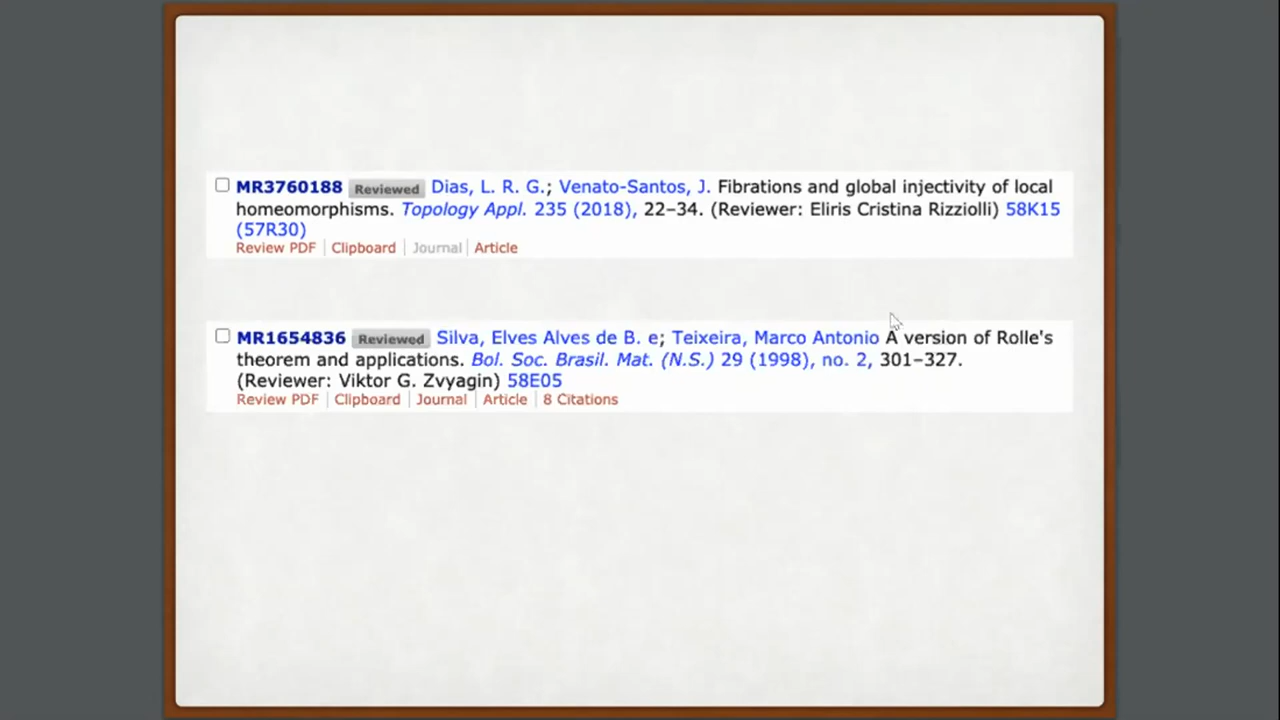 MR3760188 Reviewed Dias, L. R. G.; Venato-Santos, J. Fibrations and global injectivity of local
homeomorphisms. Topology Appl. 235 (2018), 22–34. (Reviewer: Eliris Cristina Rizziolli) 58K15
(57R30)
Review PDF | Clipboard | Journal | Article
MR1654836 Reviewed Silva, Elves Alves de B. e; Teixeira, Marco Antonio A version of Rolle's
theorem and applications. Bol. Soc. Brasil. Mat. (N.S.) 29 (1998), no. 2, 301–327.
(Reviewer: Viktor G. Zvyagin) 58E05
Review PDF | Clipboard | Journal | Article | 8 Citations